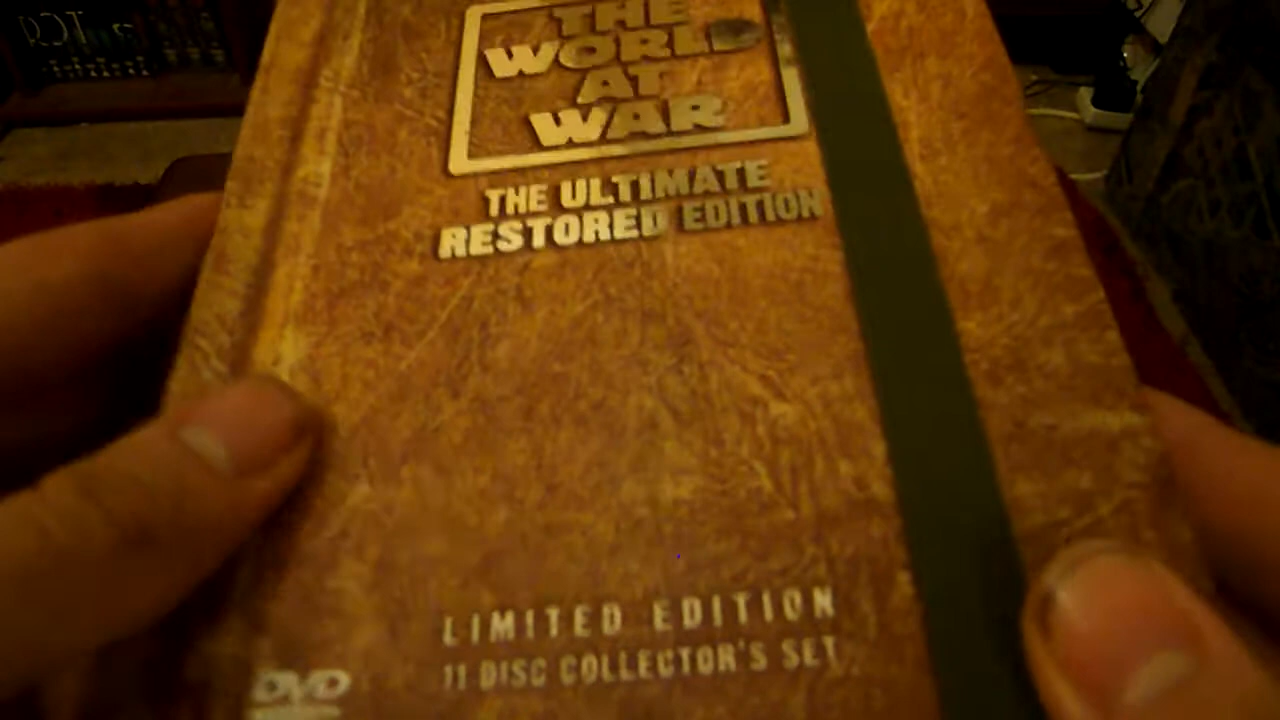 THE
WORLD
AT
WAR
THE ULTIMATE
RESTORED EDITION
LIMITED EDITION
11 DISC COLLECTOR'S SET
DVD